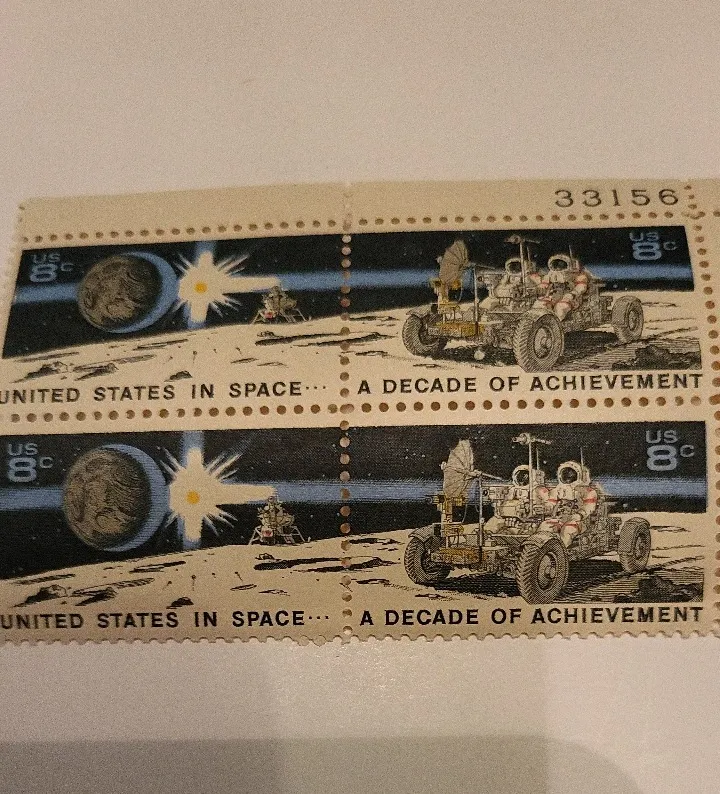 33156
US
8c
US
8c
UNITED STATES IN SPACE··· A DECADE OF ACHIEVEMENT
US
8c
US
8c
UNITED STATES IN SPACE··· A DECADE OF ACHIEVEMENT